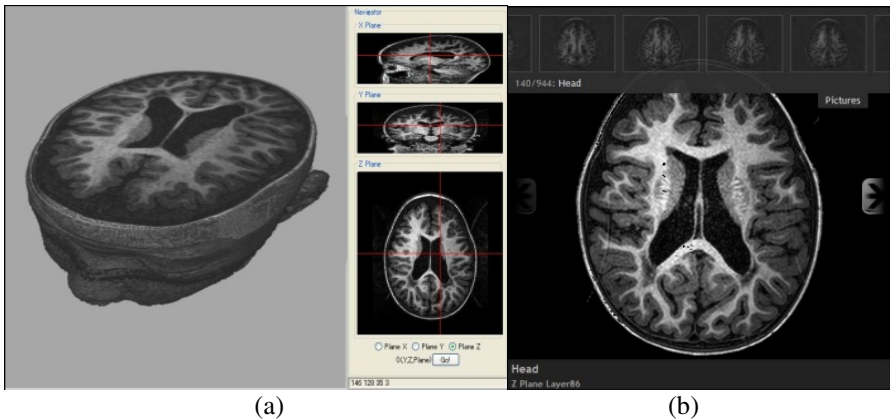 Navigator
X Plane
Y Plane
Z Plane
Plane X Plane Y Plane Z
(X,Y,Z,Plane) Go!
146 128 35 3
140/944: Head
Pictures
Head
Z Plane Layer86
(a) (b)